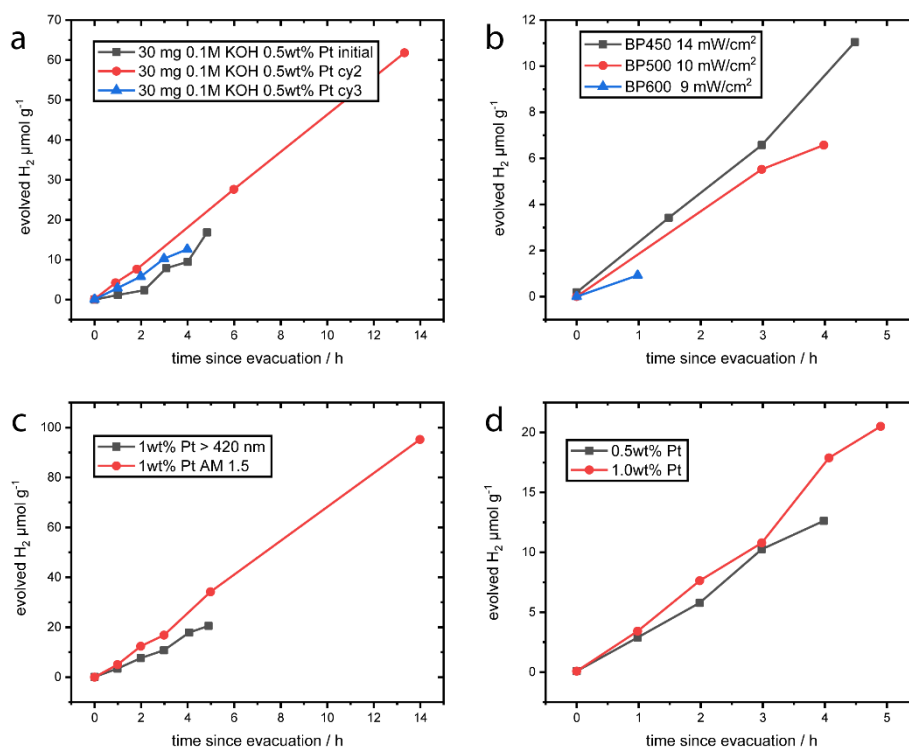 a
30 mg 0.1M KOH 0.5wt% Pt initial
30 mg 0.1M KOH 0.5wt% Pt cy2
30 mg 0.1M KOH 0.5wt% Pt cy3
evolved H₂ µmol g⁻¹
70
60
50
40
30
20
10
0
0 2 4 6 8 10 12 14
time since evacuation / h
b
BP450 14 mW/cm²
BP500 10 mW/cm²
BP600 9 mW/cm²
evolved H₂ µmol g⁻¹
12
10
8
6
4
2
0
0 1 2 3 4 5
time since evacuation / h
c
1wt% Pt > 420 nm
1wt% Pt AM 1.5
evolved H₂ µmol g⁻¹
100
80
60
40
20
0
0 2 4 6 8 10 12 14
time since evacuation / h
d
0.5wt% Pt
1.0wt% Pt
evolved H₂ µmol g⁻¹
20
15
10
5
0
0 1 2 3 4 5
time since evacuation / h